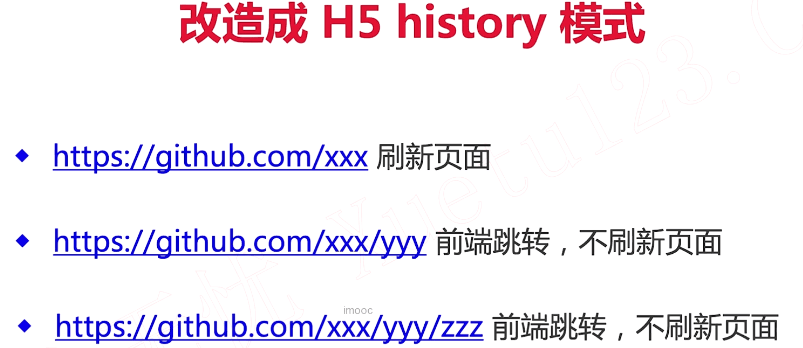 改造成 H5 history 模式
https://github.com/xxx 刷新页面
https://github.com/xxx/yyy 前端跳转，不刷新页面
imooc
https://github.com/xxx/yyy/zzz 前端跳转，不刷新页面